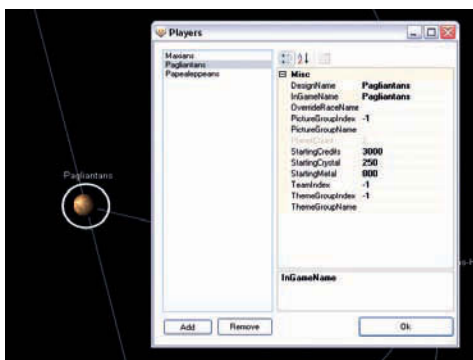 Players
Maxians
Pagliantans
Papealeppeans
Misc
DesignName Pagliantans
InGameName Pagliantans
OverrideRaceName
PictureGroupIndex -1
PictureGroupName
StartingCredits 3000
StartingCrystal 250
StartingMetal 800
TeamIndex -1
ThemeGroupIndex -1
ThemeGroupName
Pagliantans
InGameName
Add Remove Ok